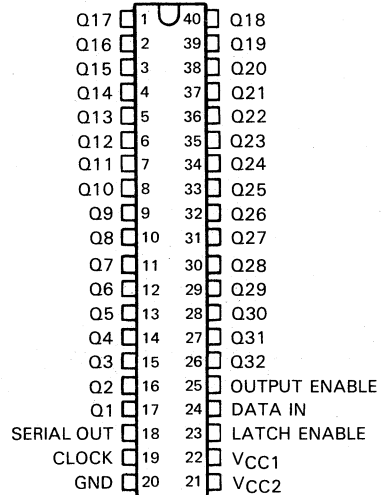 Q17 1 40 Q18
Q16 2 39 Q19
Q15 3 38 Q20
Q14 4 37 Q21
Q13 5 36 Q22
Q12 6 35 Q23
Q11 7 34 Q24
Q10 8 33 Q25
Q9 9 32 Q26
Q8 10 31 Q27
Q7 11 30 Q28
Q6 12 29 Q29
Q5 13 28 Q30
Q4 14 27 Q31
Q3 15 26 Q32
Q2 16 25 OUTPUT ENABLE
Q1 17 24 DATA IN
SERIAL OUT 18 23 LATCH ENABLE
CLOCK 19 22 VCC1
GND 20 21 VCC2